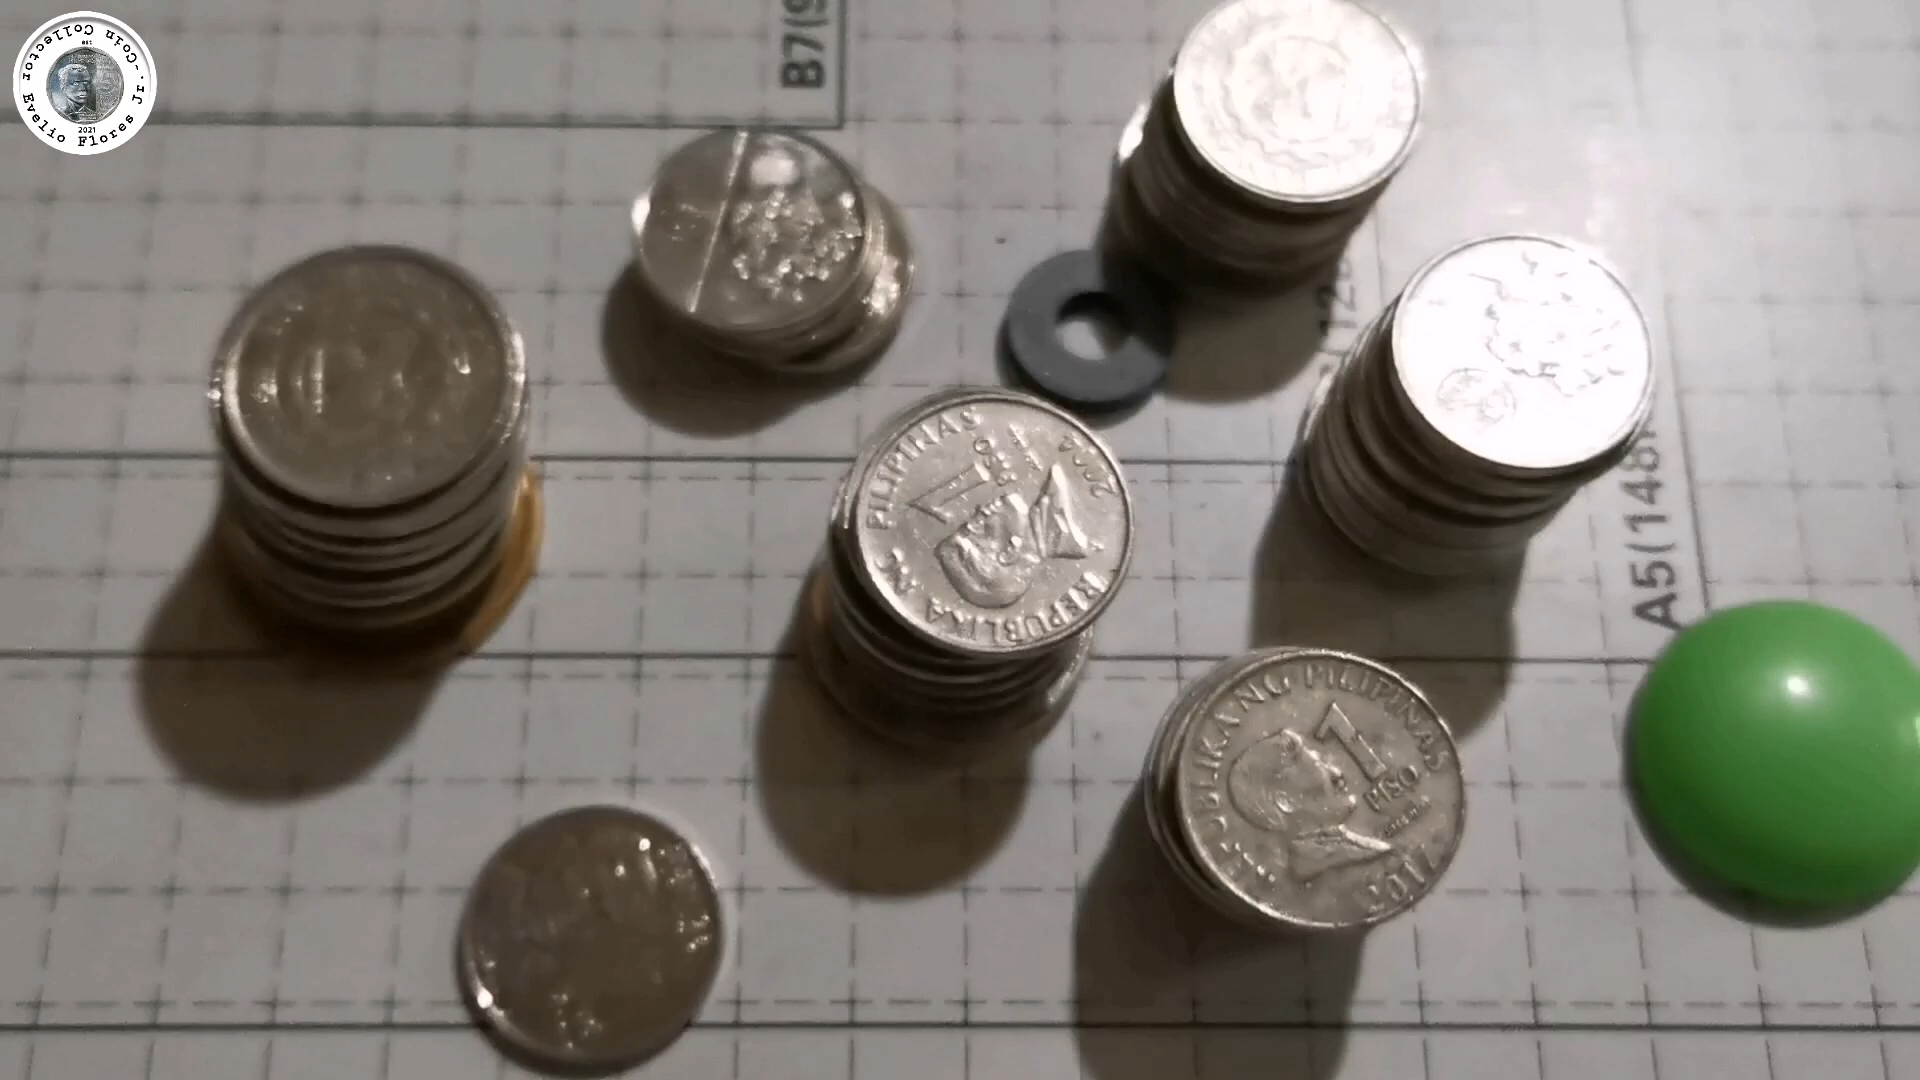 Coin Collector Evelio Flores Jr.
2021
B7(9
A5(148
REPUBLIKA NG PILIPINAS
1
PISO
2004
REPUBLIKA NG PILIPINAS
1
PISO
2017